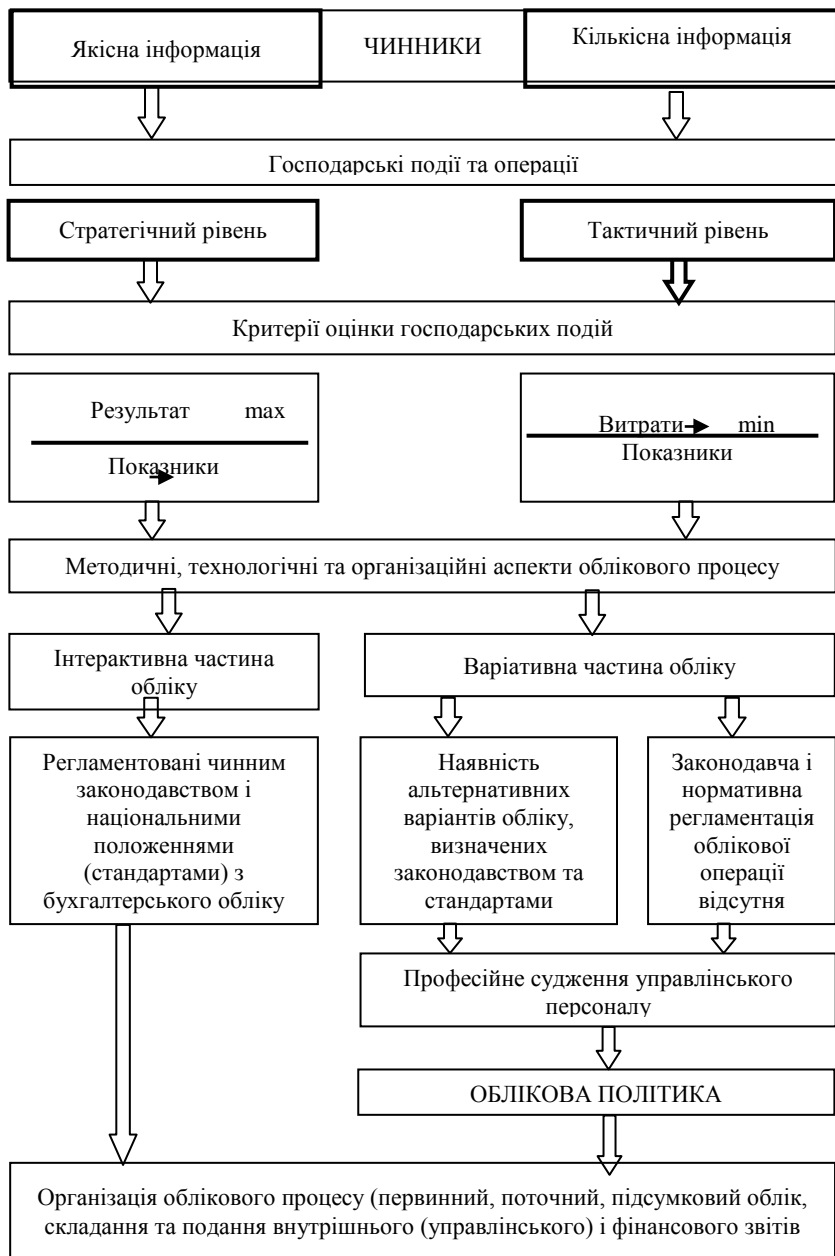 Якісна інформація
ЧИННИКИ
Кількісна інформація
Господарські події та операції
Стратегічний рівень
Тактичний рівень
Критерії оцінки господарських подій
Результат max
Показники
Витрати min
Показники
Методичні, технологічні та організаційні аспекти облікового процесу
Інтерактивна частина
обліку
Варіативна частина обліку
Регламентовані чинним
законодавством і
національними
положеннями
(стандартами) з
бухгалтерського обліку
Наявність
альтернативних
варіантів обліку,
визначених
законодавством та
стандартами
Законодавча і
нормативна
регламентація
облікової
операції
відсутня
Професійне судження управлінського
персоналу
ОБЛІКОВА ПОЛІТИКА
Організація облікового процесу (первинний, поточний, підсумковий облік,
складання та подання внутрішнього (управлінського) і фінансового звітів